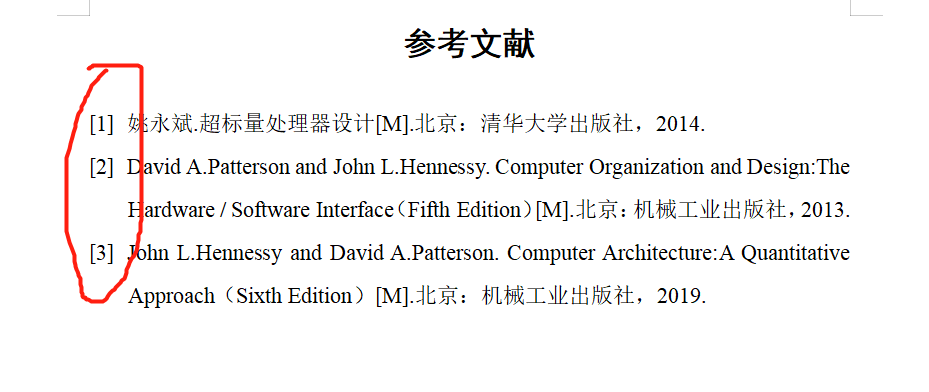 参考文献
[1] 姚永斌.超标量处理器设计[M].北京：清华大学出版社，2014.
[2] David A.Patterson and John L.Hennessy. Computer Organization and Design:The
Hardware / Software Interface（Fifth Edition）[M].北京：机械工业出版社，2013.
[3] John L.Hennessy and David A.Patterson. Computer Architecture:A Quantitative
Approach（Sixth Edition）[M].北京：机械工业出版社，2019.